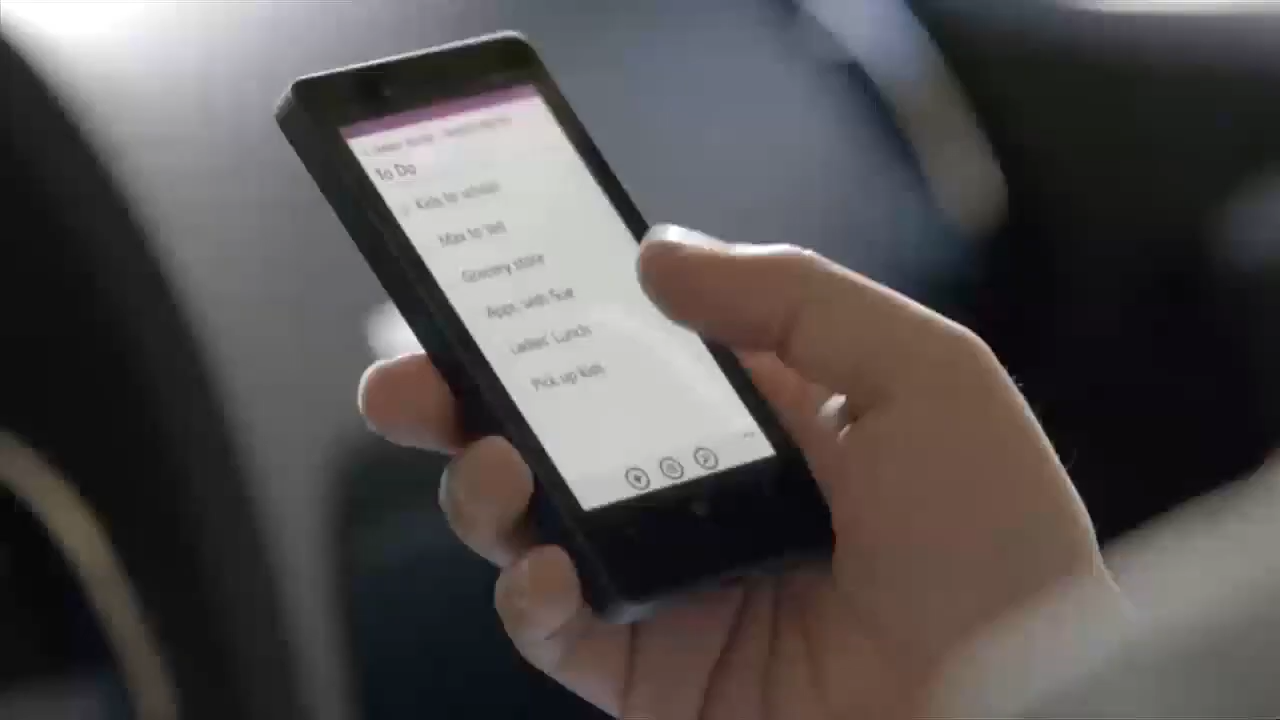 To Do
Kids to school
Max to vet
Grocery store
Appt. with Sue
Ladies' Lunch
Pick up kids